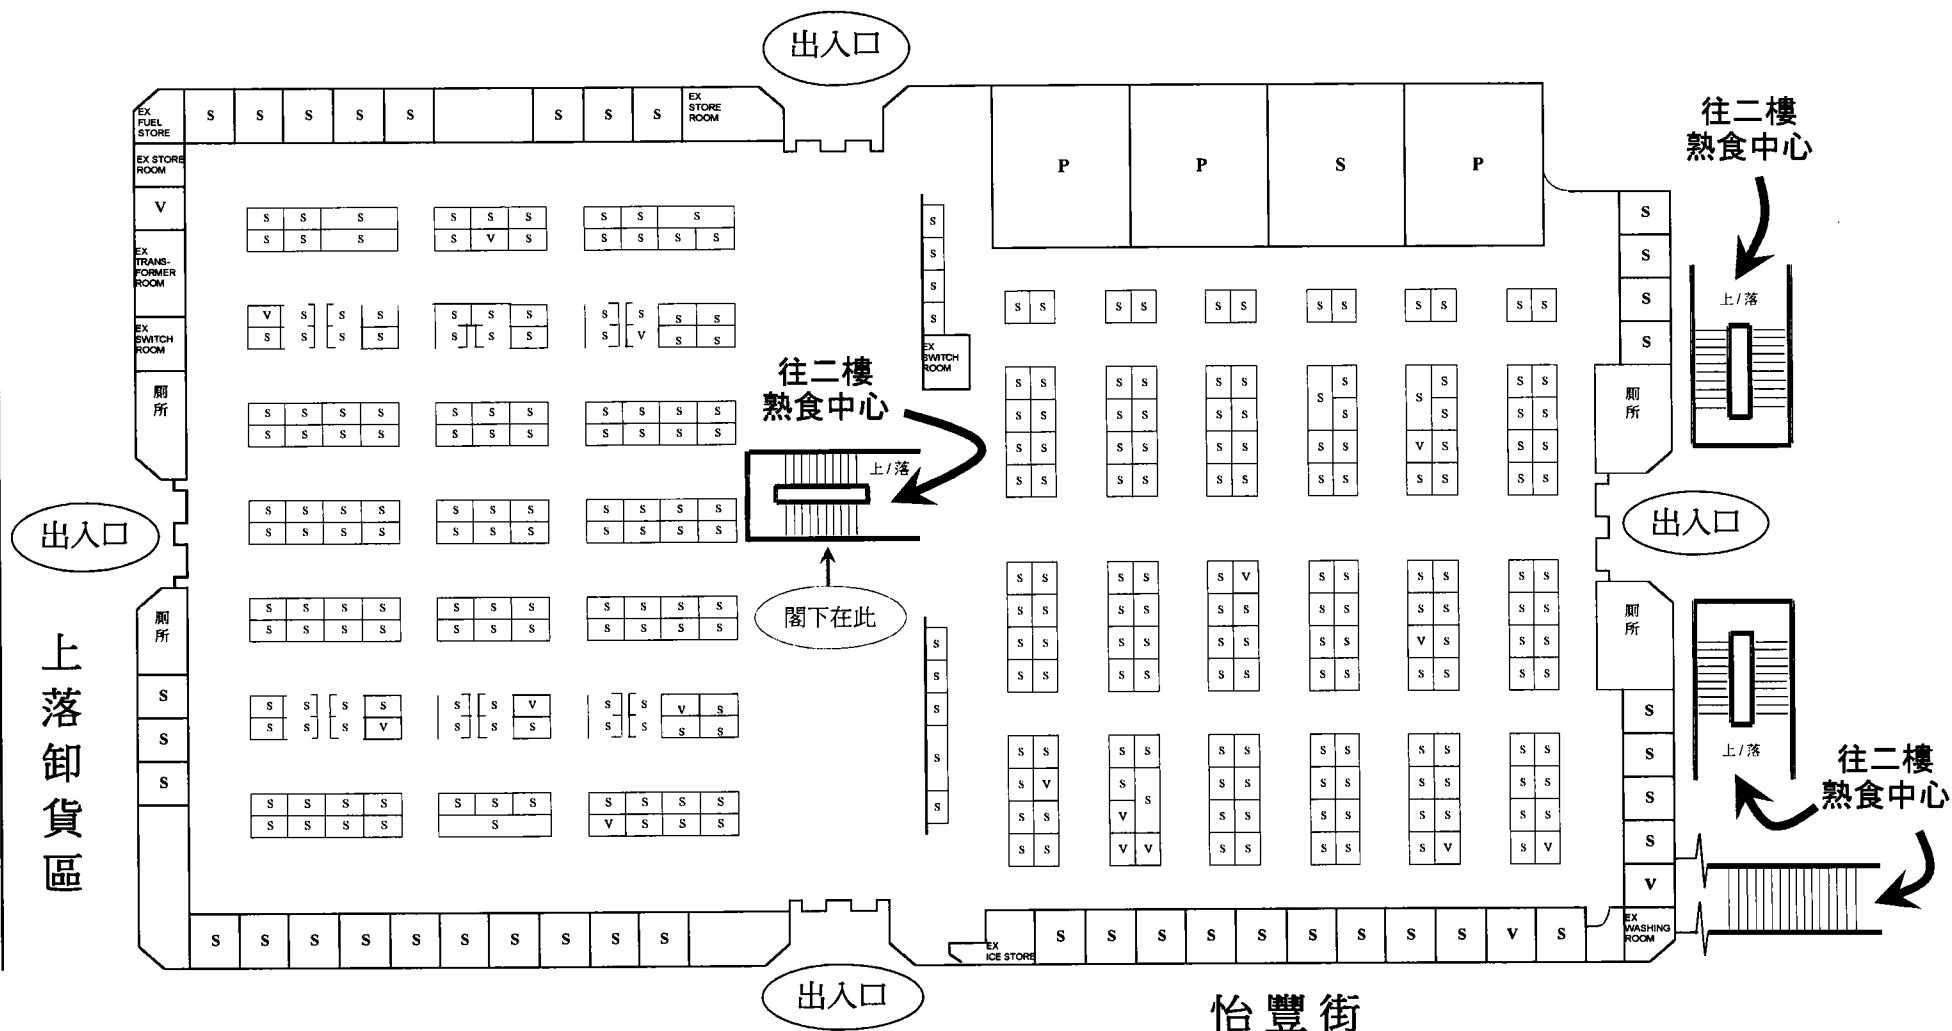 出入口
EX
FUEL
STORE
S S S S S S S S
EX
STORE
ROOM
P P S P
往二樓
熟食中心
EX STORE
ROOM
V
EX
TRANS-
FORMER
ROOM
EX
SWITCH
ROOM
廁
所
S S S
S S S
S S S
S V S
S S S
S S S S
V S S S
S S S S
S S S
S S S
S S S S
S V S S
S S S S
S S S S
S S S
S S S
S S S S
S S S S
S S S S
S S S S
S S S
S S S
S S S S
S S S S
S S S S
S S S S
S S S
S S S
S S S S
S S S S
S S S S
S S S V
S S V
S S S
S S V S
S S S S
S S S S
S S S S
S S S
S
S S S S
V S S S
S
S
S
S
EX
SWITCH
ROOM
往二樓
熟食中心
上/落
閣下在此
S
S
S
S
S
S S S S S S S S S S S S
S S S S S S S S S S
S S S S S S S S S S
S S S S S S V S S S S
S S S S S S S S S S S S
S S S S S V S S S S S S
S S S S S S S S S S S S
S S S S S S S S V S S S
S S S S S S S S S S S S
S S S S S S S S S S S S
S V S S S S S S S S S
S
S S V S S S S S S S S
S S V V S S S S S V S V
S
S
S
S
廁
所
上/落
出入口
出入口
廁
所
廁
所
S
S
S
S
S
S
S
V
EX
WASHING
ROOM
上/落
往二樓
熟食中心
上
落
卸
貨
區
S S S S S S S S S S
EX
ICE STORE
S S S S S S S S S V S
出入口
怡豐街